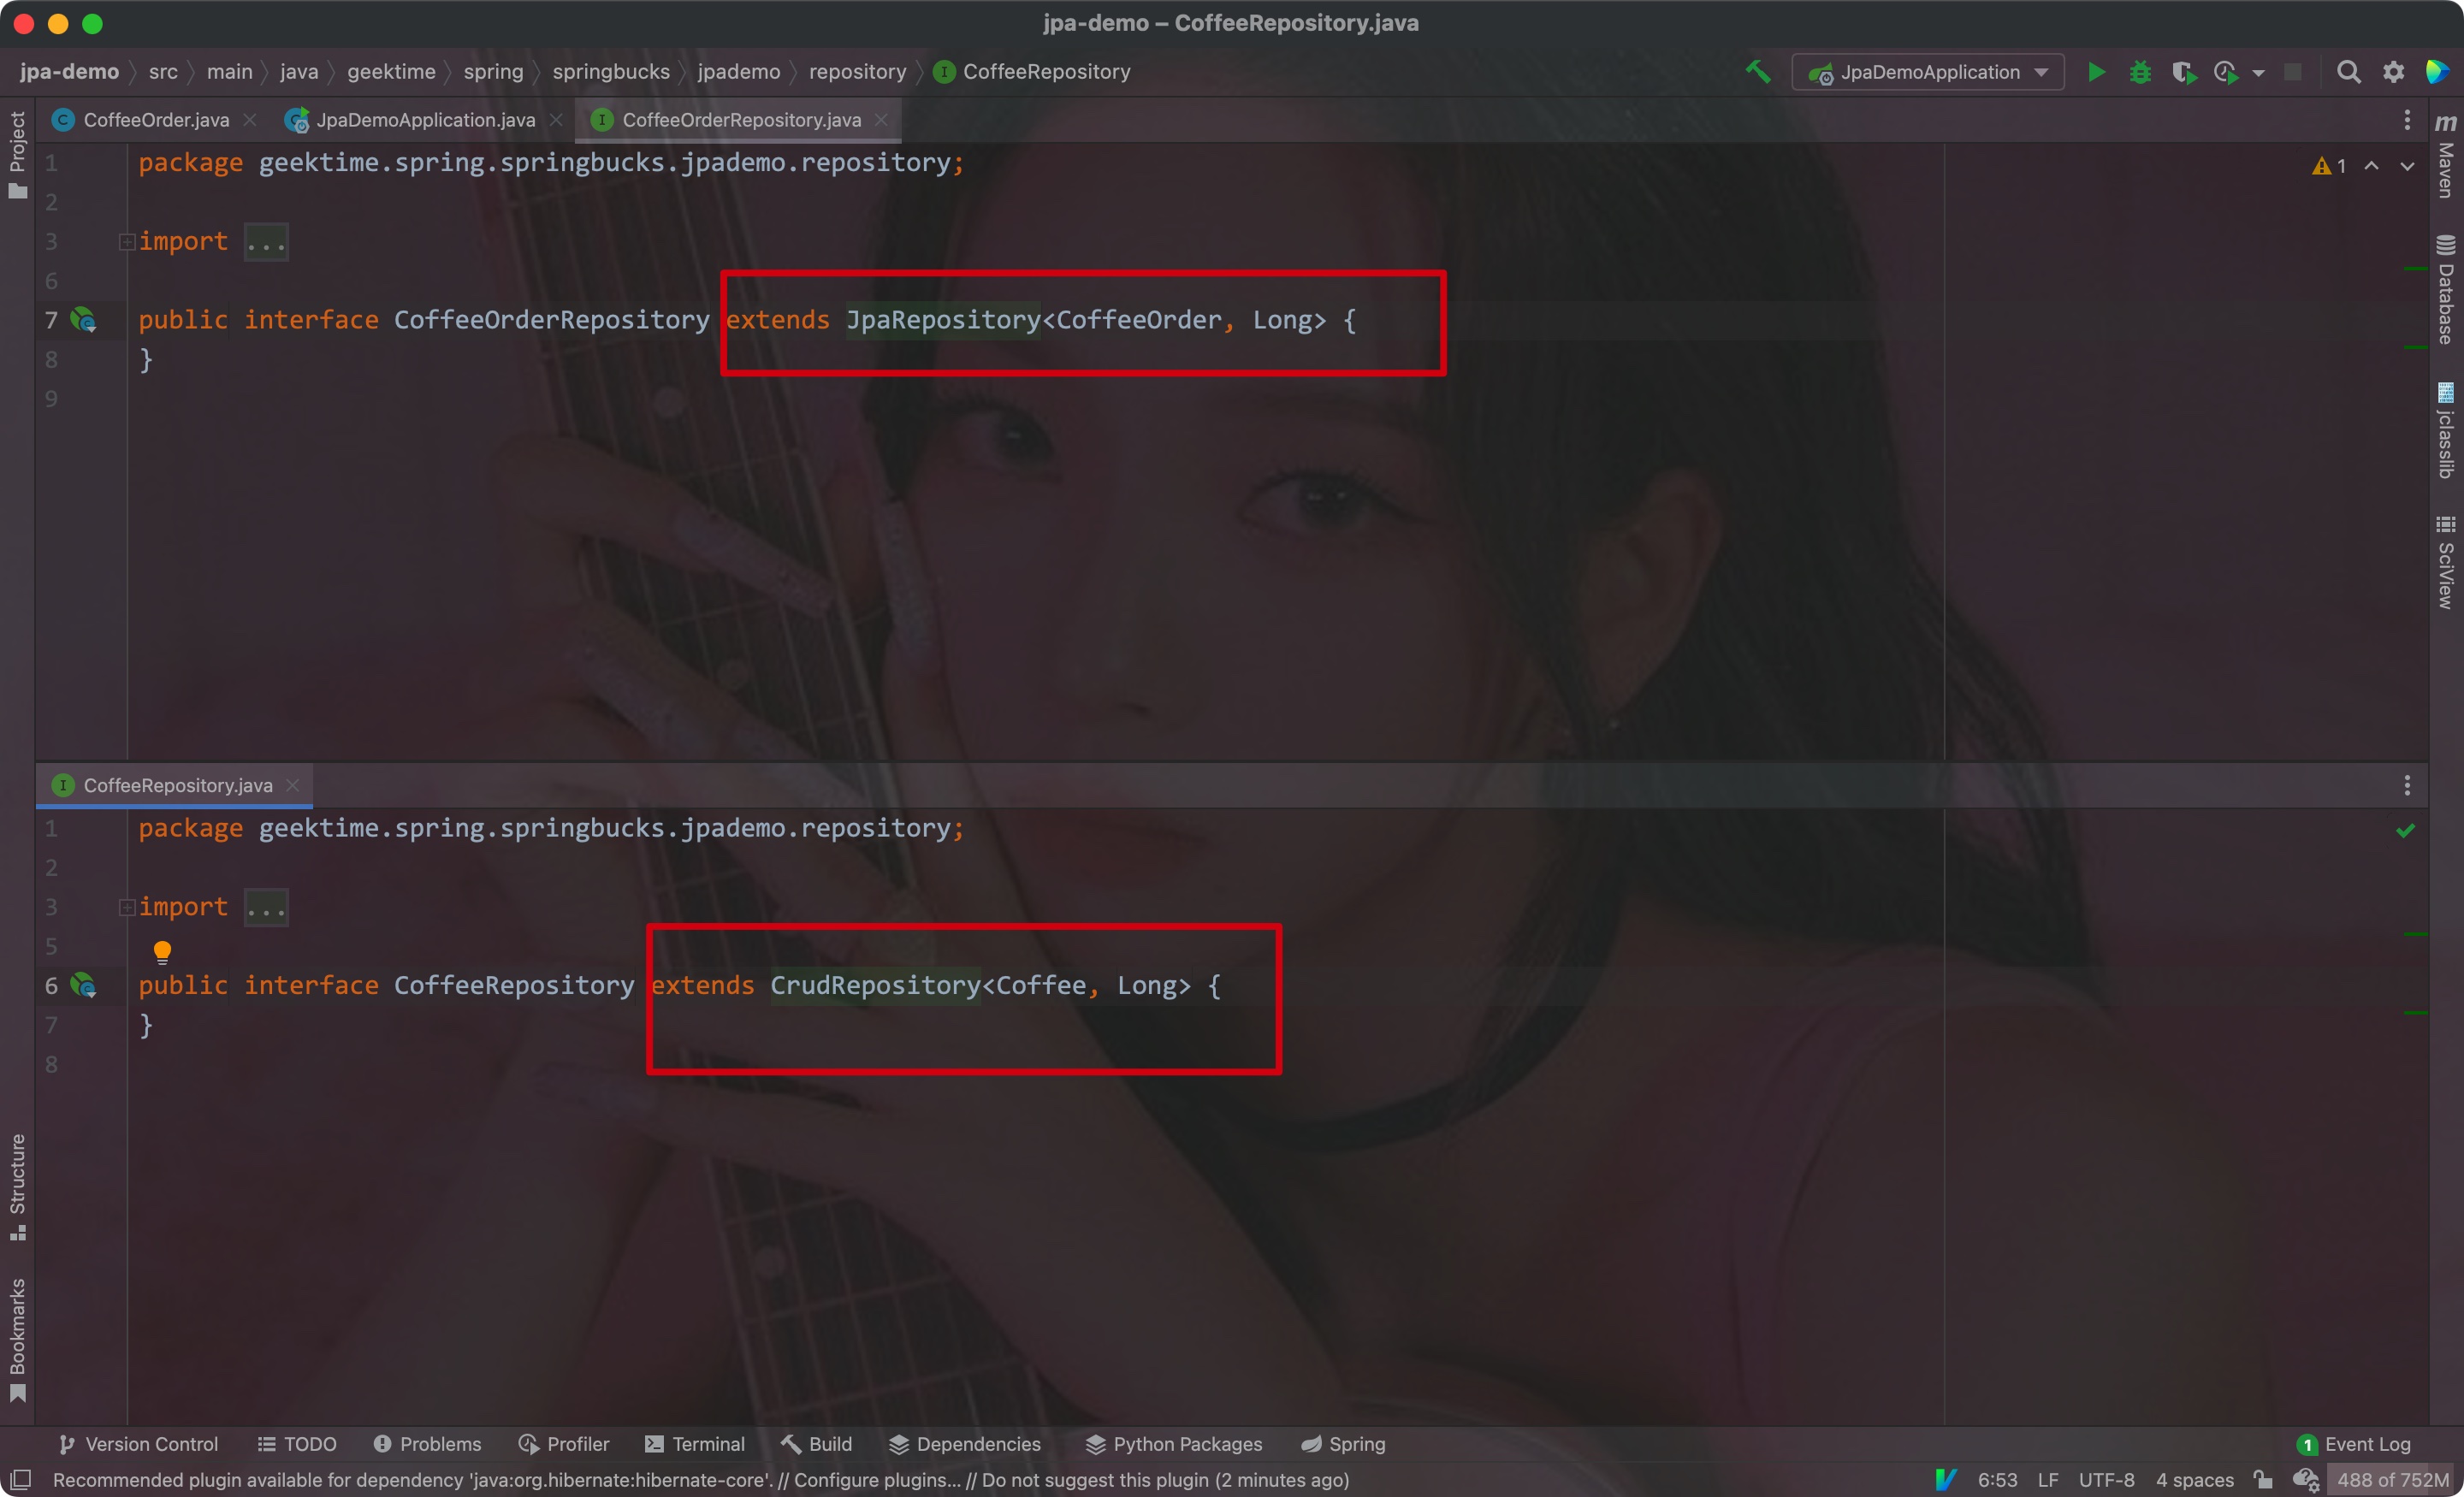 jpa-demo – CoffeeRepository.java
jpa-demo src main java geektime spring springbucks jpademo repository I CoffeeRepository JpaDemoApplication
C CoffeeOrder.java JpaDemoApplication.java I CoffeeOrderRepository.java
Project
m Maven
Database
jclasslib
SciView
1 package geektime.spring.springbucks.jpademo.repository; 1
2
3 import ...
6
7 public interface CoffeeOrderRepository extends JpaRepository<CoffeeOrder, Long> {
8 }
9
I CoffeeRepository.java
1 package geektime.spring.springbucks.jpademo.repository;
2
3 import ...
5
6 public interface CoffeeRepository extends CrudRepository<Coffee, Long> {
7 }
8
Structure
Bookmarks
Version Control TODO Problems Profiler Terminal Build Dependencies Python Packages Spring 1 Event Log
Recommended plugin available for dependency 'java:org.hibernate:hibernate-core'. // Configure plugins... // Do not suggest this plugin (2 minutes ago) 6:53 LF UTF-8 4 spaces 488 of 752M